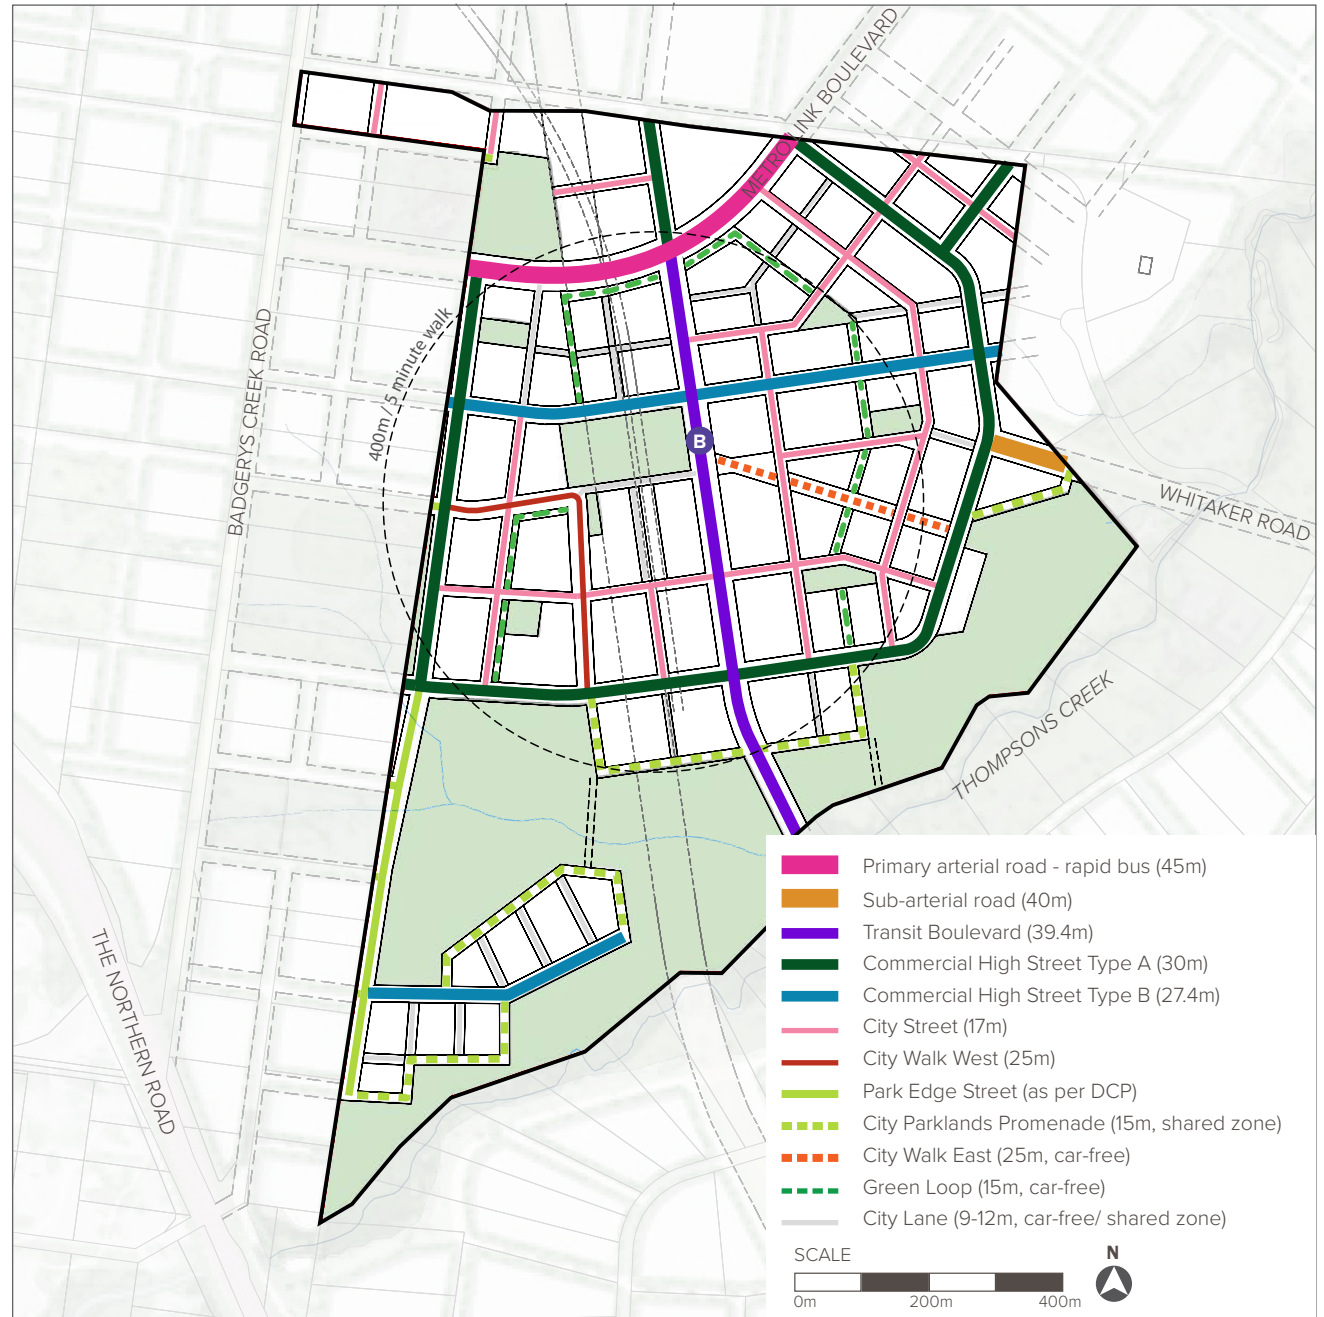 METRO LINK BOULEVARD
400m / 5 minute walk
BADGERYS CREEK ROAD
B
WHITAKER ROAD
THOMPSONS CREEK
THE NORTHERN ROAD
Primary arterial road - rapid bus (45m)
Sub-arterial road (40m)
Transit Boulevard (39.4m)
Commercial High Street Type A (30m)
Commercial High Street Type B (27.4m)
City Street (17m)
City Walk West (25m)
Park Edge Street (as per DCP)
City Parklands Promenade (15m, shared zone)
City Walk East (25m, car-free)
Green Loop (15m, car-free)
City Lane (9-12m, car-free/ shared zone)
SCALE
N
0m 200m 400m